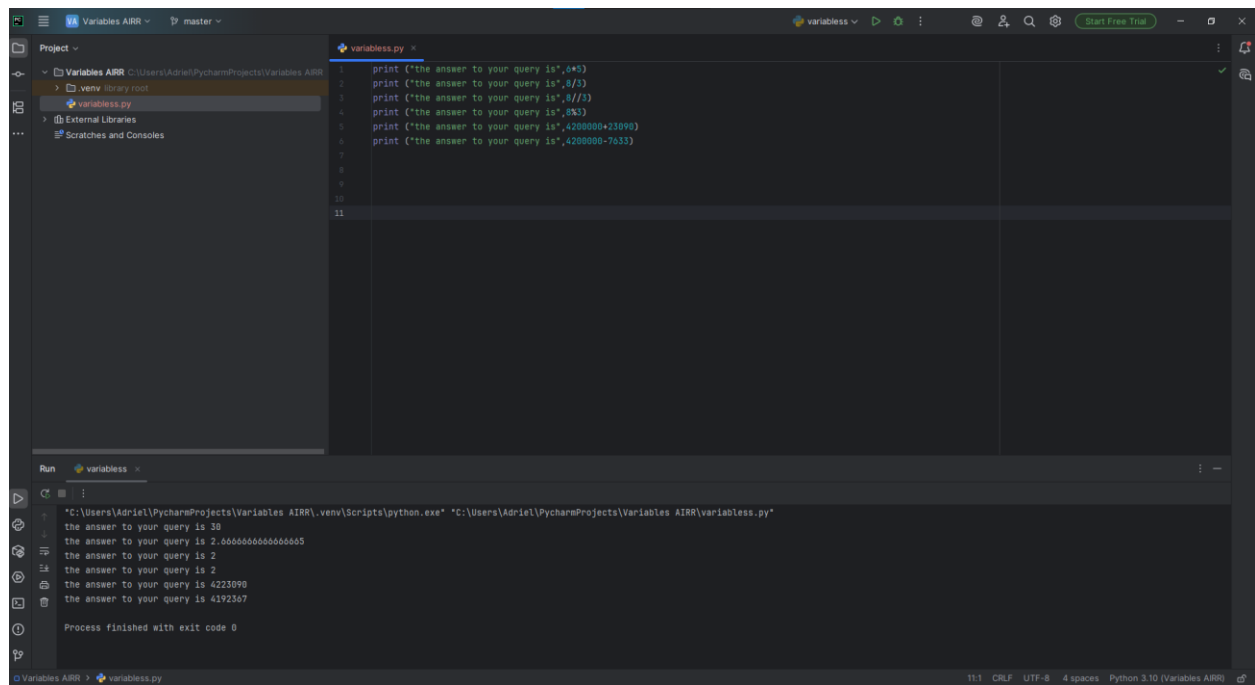 PC VA Variables AIRR master variabless Start Free Trial
Project
variabless.py
Variables AIRR C:\Users\Adriel\PycharmProjects\Variables AIRR
.venv library root
variabless.py
External Libraries
Scratches and Consoles
1 print ("the answer to your query is",6*5)
2 print ("the answer to your query is",8/3)
3 print ("the answer to your query is",8//3)
4 print ("the answer to your query is",8%3)
5 print ("the answer to your query is",4200000+23090)
6 print ("the answer to your query is",4200000-7633)
7
8
9
10
11
Run variabless
"C:\Users\Adriel\PycharmProjects\Variables AIRR\.venv\Scripts\python.exe" "C:\Users\Adriel\PycharmProjects\Variables AIRR\variabless.py"
the answer to your query is 30
the answer to your query is 2.6666666666666665
the answer to your query is 2
the answer to your query is 2
the answer to your query is 4223090
the answer to your query is 4192367
Process finished with exit code 0
Variables AIRR > variabless.py 11:1 CRLF UTF-8 4 spaces Python 3.10 (Variables AIRR)